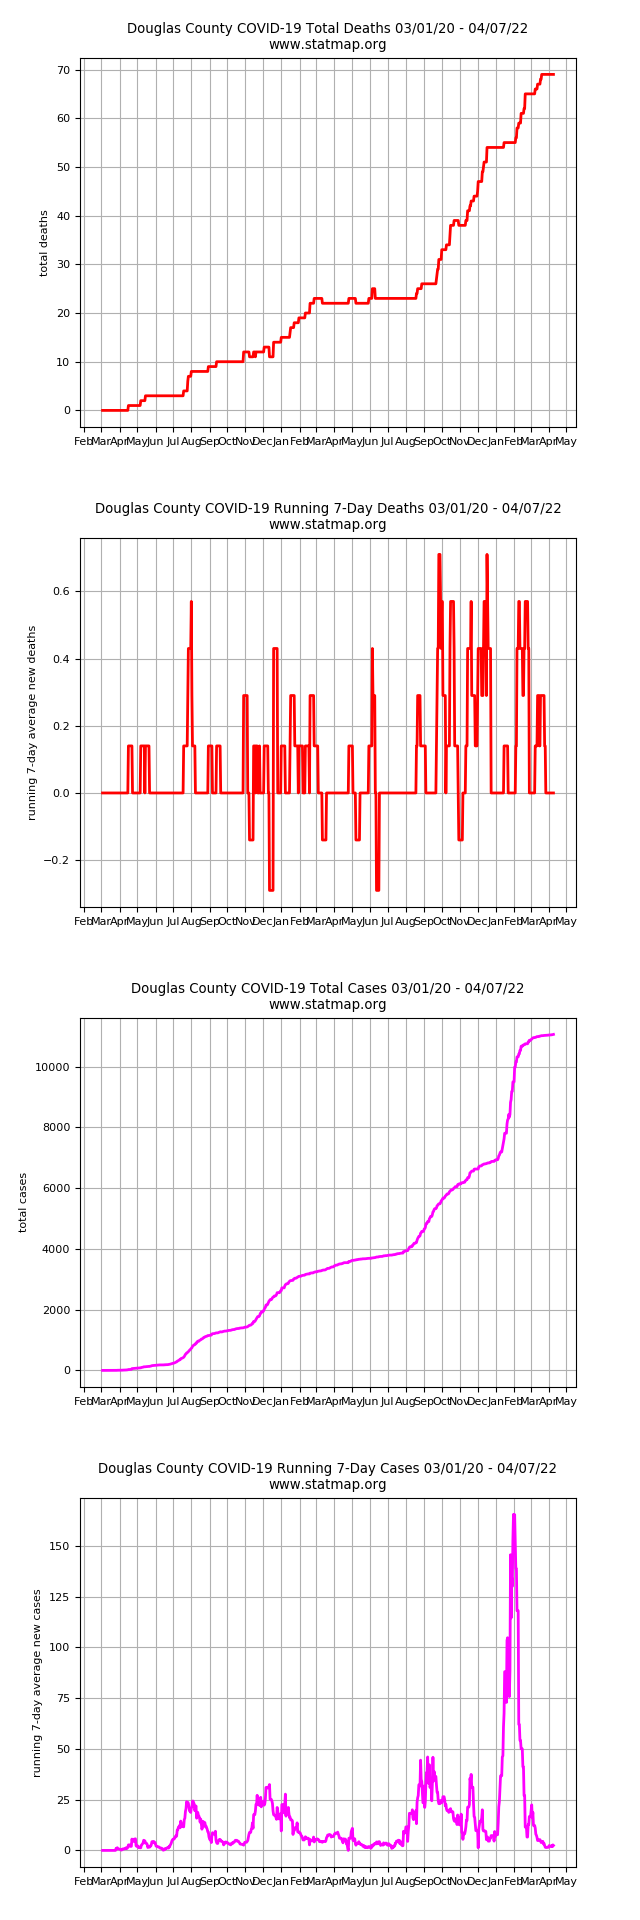 Douglas County COVID-19 Total Deaths 03/01/20 - 04/07/22
www.statmap.org
total deaths
70
60
50
40
30
20
10
0
Feb Mar Apr May Jun Jul Aug Sep Oct Nov Dec Jan Feb Mar Apr May Jun Jul Aug Sep Oct Nov Dec Jan Feb Mar Apr May
Douglas County COVID-19 Running 7-Day Deaths 03/01/20 - 04/07/22
www.statmap.org
running 7-day average new deaths
0.6
0.4
0.2
0.0
−0.2
Feb Mar Apr May Jun Jul Aug Sep Oct Nov Dec Jan Feb Mar Apr May Jun Jul Aug Sep Oct Nov Dec Jan Feb Mar Apr May
Douglas County COVID-19 Total Cases 03/01/20 - 04/07/22
www.statmap.org
total cases
10000
8000
6000
4000
2000
0
Feb Mar Apr May Jun Jul Aug Sep Oct Nov Dec Jan Feb Mar Apr May Jun Jul Aug Sep Oct Nov Dec Jan Feb Mar Apr May
Douglas County COVID-19 Running 7-Day Cases 03/01/20 - 04/07/22
www.statmap.org
running 7-day average new cases
150
125
100
75
50
25
0
Feb Mar Apr May Jun Jul Aug Sep Oct Nov Dec Jan Feb Mar Apr May Jun Jul Aug Sep Oct Nov Dec Jan Feb Mar Apr May